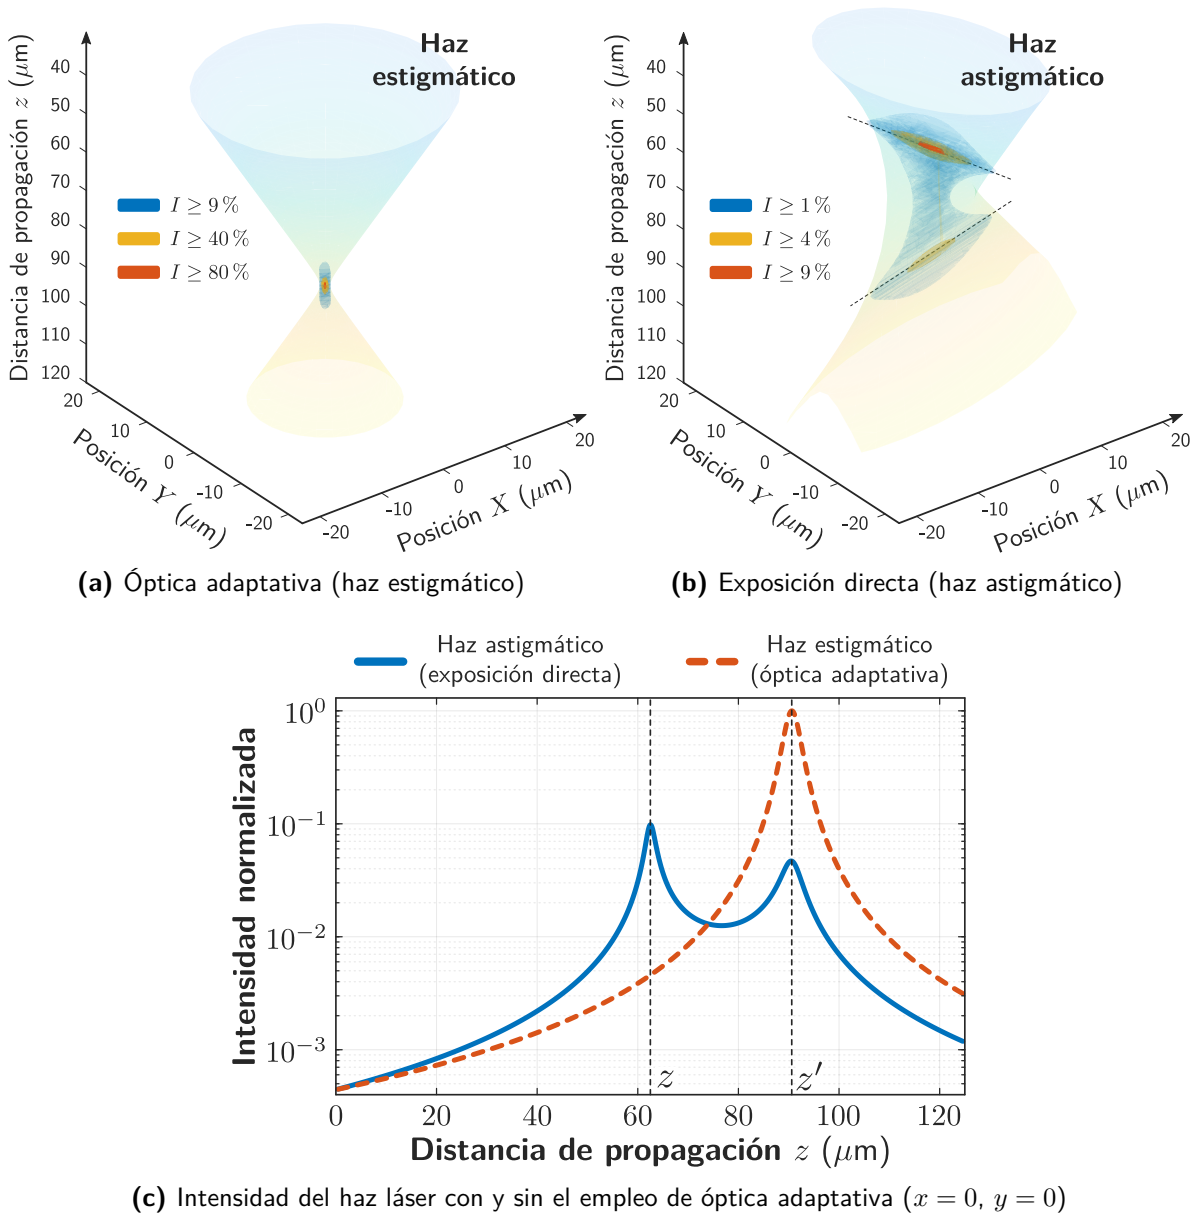 Haz
estigmático
Distancia de propagación z (μm)
40
50
60
70
80
90
100
110
120
I ≥ 9 %
I ≥ 40 %
I ≥ 80 %
20
10
0
-10
-20
Posición Y (μm)
-20
-10
0
10
20
Posición X (μm)
(a) Óptica adaptativa (haz estigmático)
Haz
astigmático
Distancia de propagación z (μm)
40
50
60
70
80
90
100
110
120
I ≥ 1 %
I ≥ 4 %
I ≥ 9 %
20
10
0
-10
-20
Posición Y (μm)
-20
-10
0
10
20
Posición X (μm)
(b) Exposición directa (haz astigmático)
Haz astigmático
(exposición directa)
Haz estigmático
(óptica adaptativa)
Intensidad normalizada
10⁰
10⁻¹
10⁻²
10⁻³
z
z′
0 20 40 60 80 100 120
Distancia de propagación z (μm)
(c) Intensidad del haz láser con y sin el empleo de óptica adaptativa (x = 0, y = 0)